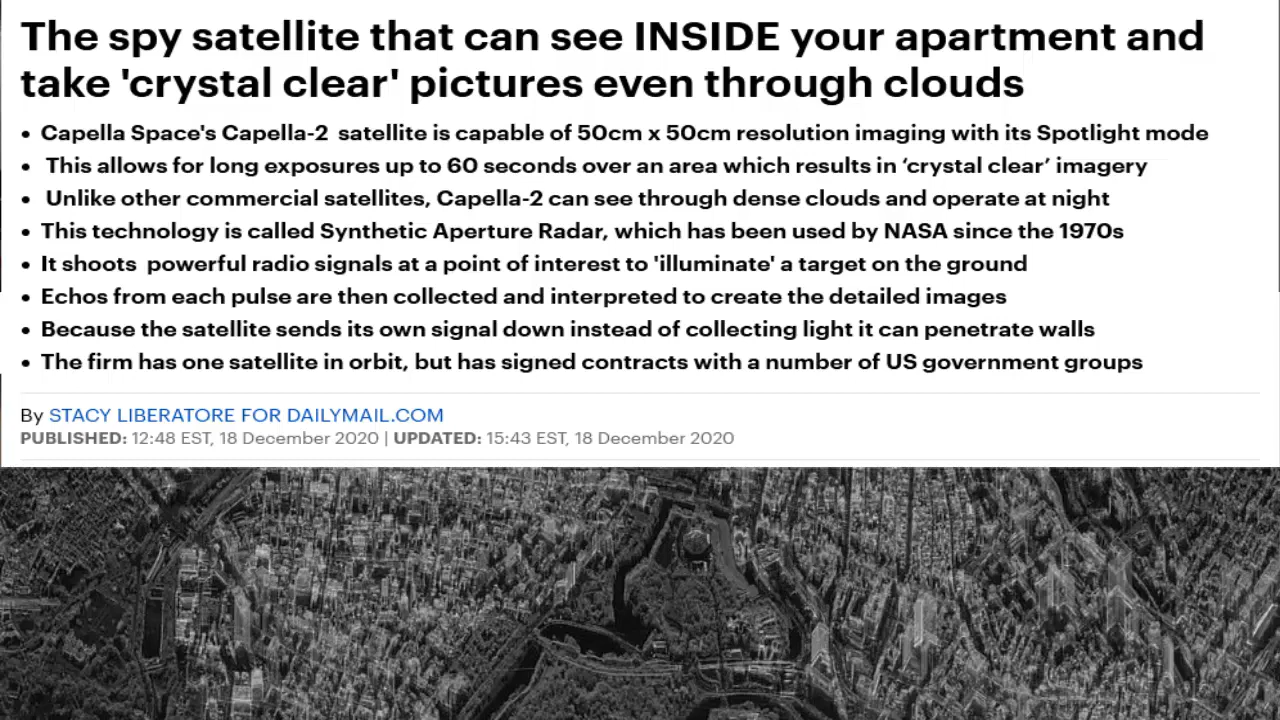 The spy satellite that can see INSIDE your apartment and
take 'crystal clear' pictures even through clouds
• Capella Space's Capella-2 satellite is capable of 50cm x 50cm resolution imaging with its Spotlight mode
• This allows for long exposures up to 60 seconds over an area which results in ‘crystal clear’ imagery
• Unlike other commercial satellites, Capella-2 can see through dense clouds and operate at night
• This technology is called Synthetic Aperture Radar, which has been used by NASA since the 1970s
• It shoots powerful radio signals at a point of interest to 'illuminate' a target on the ground
• Echos from each pulse are then collected and interpreted to create the detailed images
• Because the satellite sends its own signal down instead of collecting light it can penetrate walls
• The firm has one satellite in orbit, but has signed contracts with a number of US government groups
By STACY LIBERATORE FOR DAILYMAIL.COM
PUBLISHED: 12:48 EST, 18 December 2020 | UPDATED: 15:43 EST, 18 December 2020